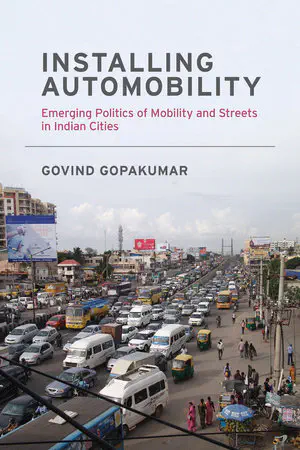 INSTALLING
AUTOMOBILITY
Emerging Politics of Mobility and Streets
in Indian Cities
GOVIND GOPAKUMAR